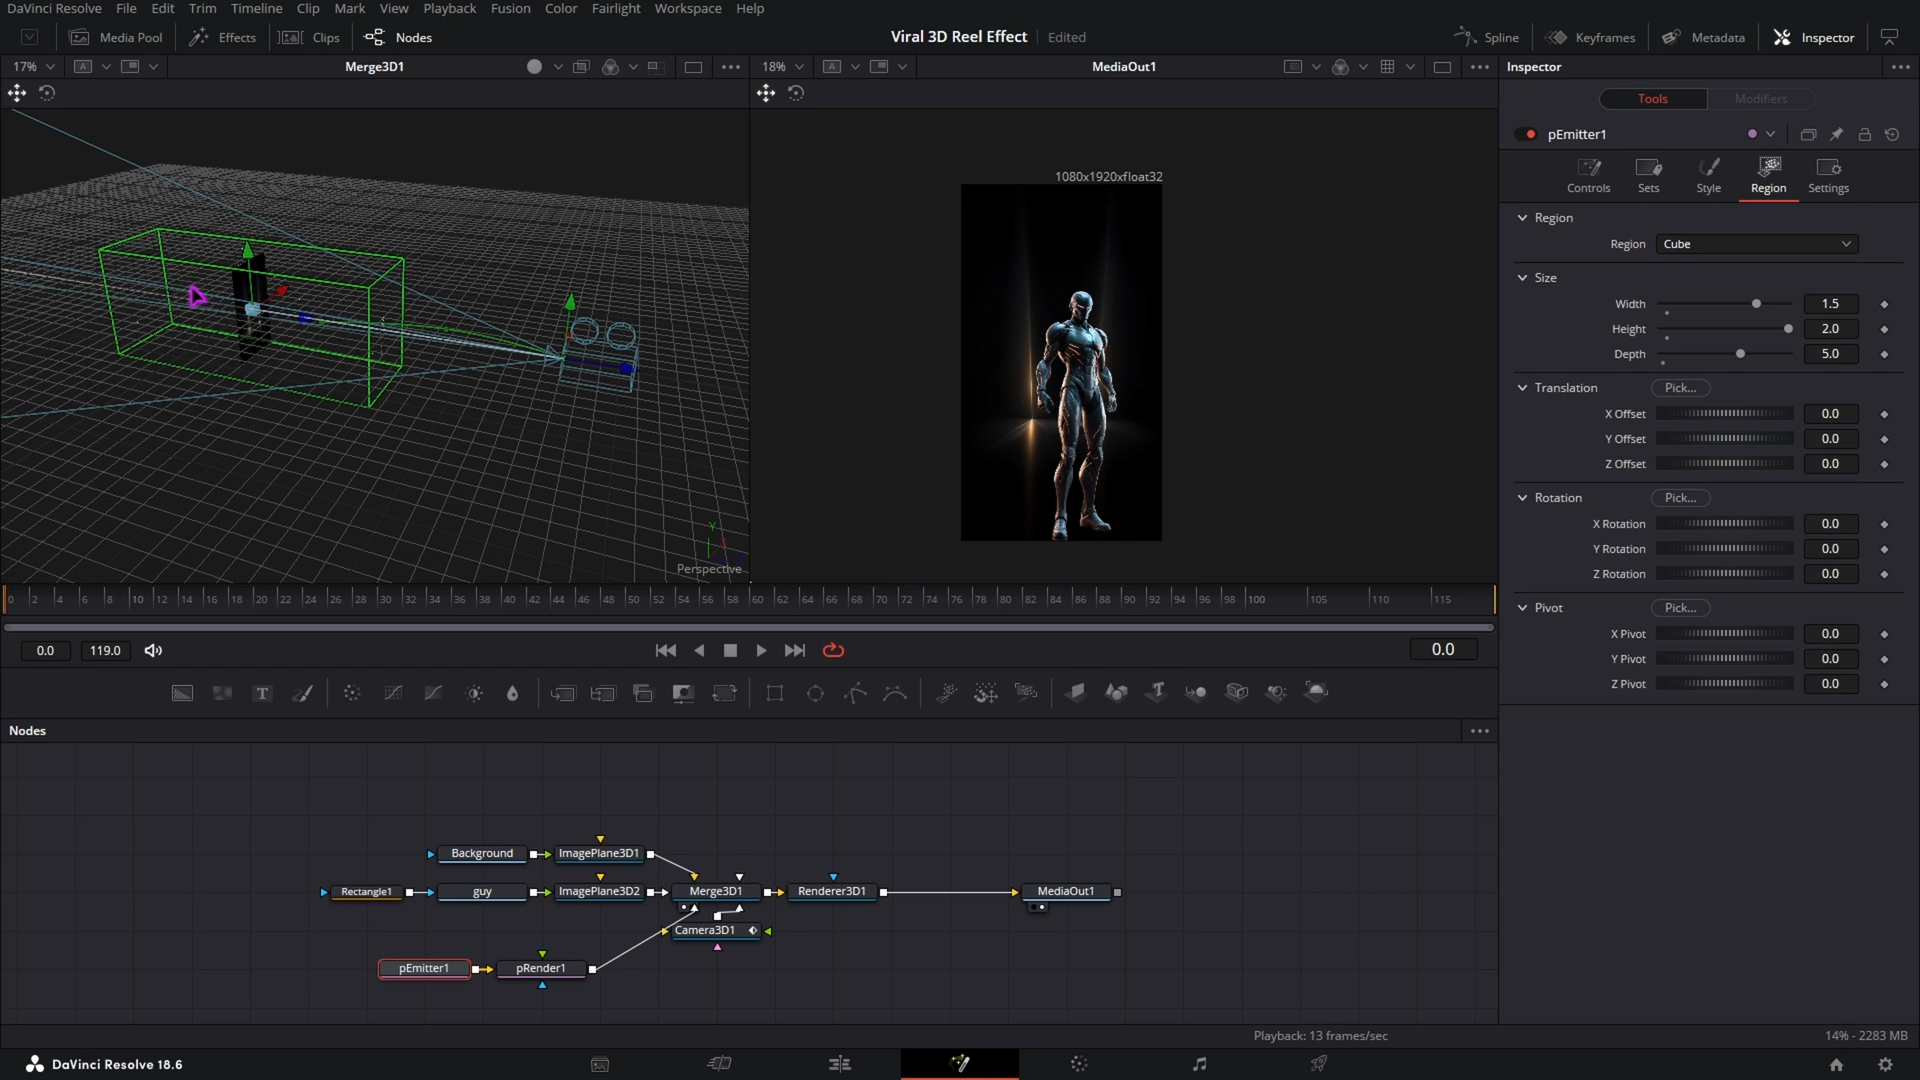 DaVinci Resolve File Edit Trim Timeline Clip Mark View Playback Fusion Color Fairlight Workspace Help
Media Pool Effects Clips Nodes Viral 3D Reel Effect Edited Spline Keyframes Metadata Inspector
17% Merge3D1 18% MediaOut1 Inspector
Tools Modifiers
pEmitter1
Controls Sets Style Region Settings
1080x1920xfloat32
Region
Region Cube
Size
Width 1.5
Height 2.0
Depth 5.0
Translation Pick...
X Offset 0.0
Y Offset 0.0
Z Offset 0.0
Rotation Pick...
X Rotation 0.0
Y Rotation 0.0
Z Rotation 0.0
Pivot Pick...
X Pivot 0.0
Y Pivot 0.0
Z Pivot 0.0
Y
Perspective
0 2 4 6 8 10 12 14 16 18 20 22 24 26 28 30 32 34 36 38 40 42 44 46 48 50 52 54 56 58 60 62 64 66 68 70 72 74 76 78 80 82 84 86 88 90 92 94 96 98 100 105 110 115
0.0 119.0 0.0
Nodes
Background ImagePlane3D1
Rectangle1 guy ImagePlane3D2 Merge3D1 Renderer3D1 MediaOut1
Camera3D1
pEmitter1 pRender1
Playback: 13 frames/sec 14% - 2283 MB
DaVinci Resolve 18.6